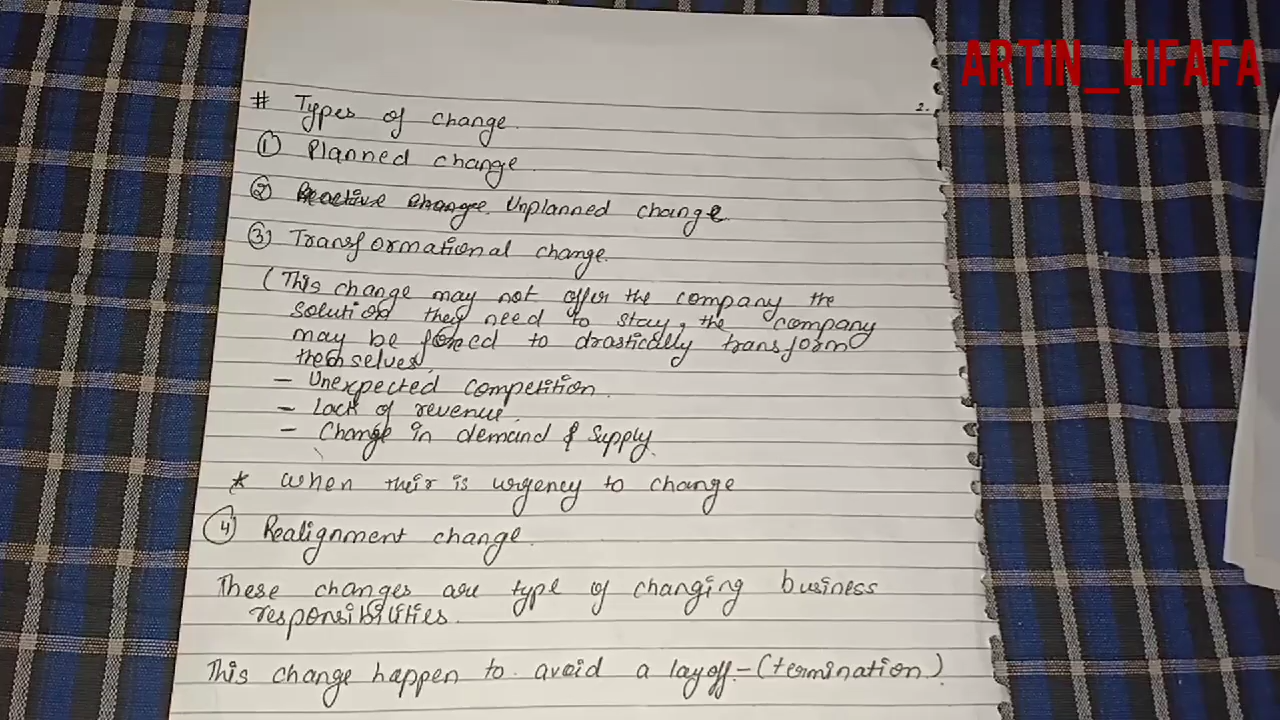 ARTIN_LIFAFA
2.
# Types of change.
① Planned change
② Reactive change. Unplanned change.
③ Transformational change.
(This change may not offer the company the
solution they need to stay, the company
may be forced to drastically transform
themselves.
- Unexpected competition.
- Lack of revenue.
- Change in demand & supply.
* when their is urgency to change
④ Realignment change.
These changes are type of changing business
responsibilities.
This change happen to avoid a layoff - (termination).